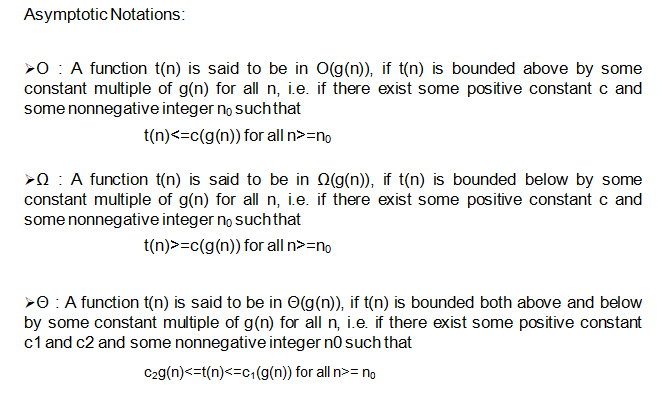 Asymptotic Notations:
➢O : A function t(n) is said to be in O(g(n)), if t(n) is bounded above by some
constant multiple of g(n) for all n, i.e. if there exist some positive constant c and
some nonnegative integer n₀ such that
t(n)<=c(g(n)) for all n>=n₀
➢Ω : A function t(n) is said to be in Ω(g(n)), if t(n) is bounded below by some
constant multiple of g(n) for all n, i.e. if there exist some positive constant c and
some nonnegative integer n₀ such that
t(n)>=c(g(n)) for all n>=n₀
➢Θ : A function t(n) is said to be in Θ(g(n)), if t(n) is bounded both above and below
by some constant multiple of g(n) for all n, i.e. if there exist some positive constant
c1 and c2 and some nonnegative integer n0 such that
c₂g(n)<=t(n)<=c₁(g(n)) for all n>= n₀